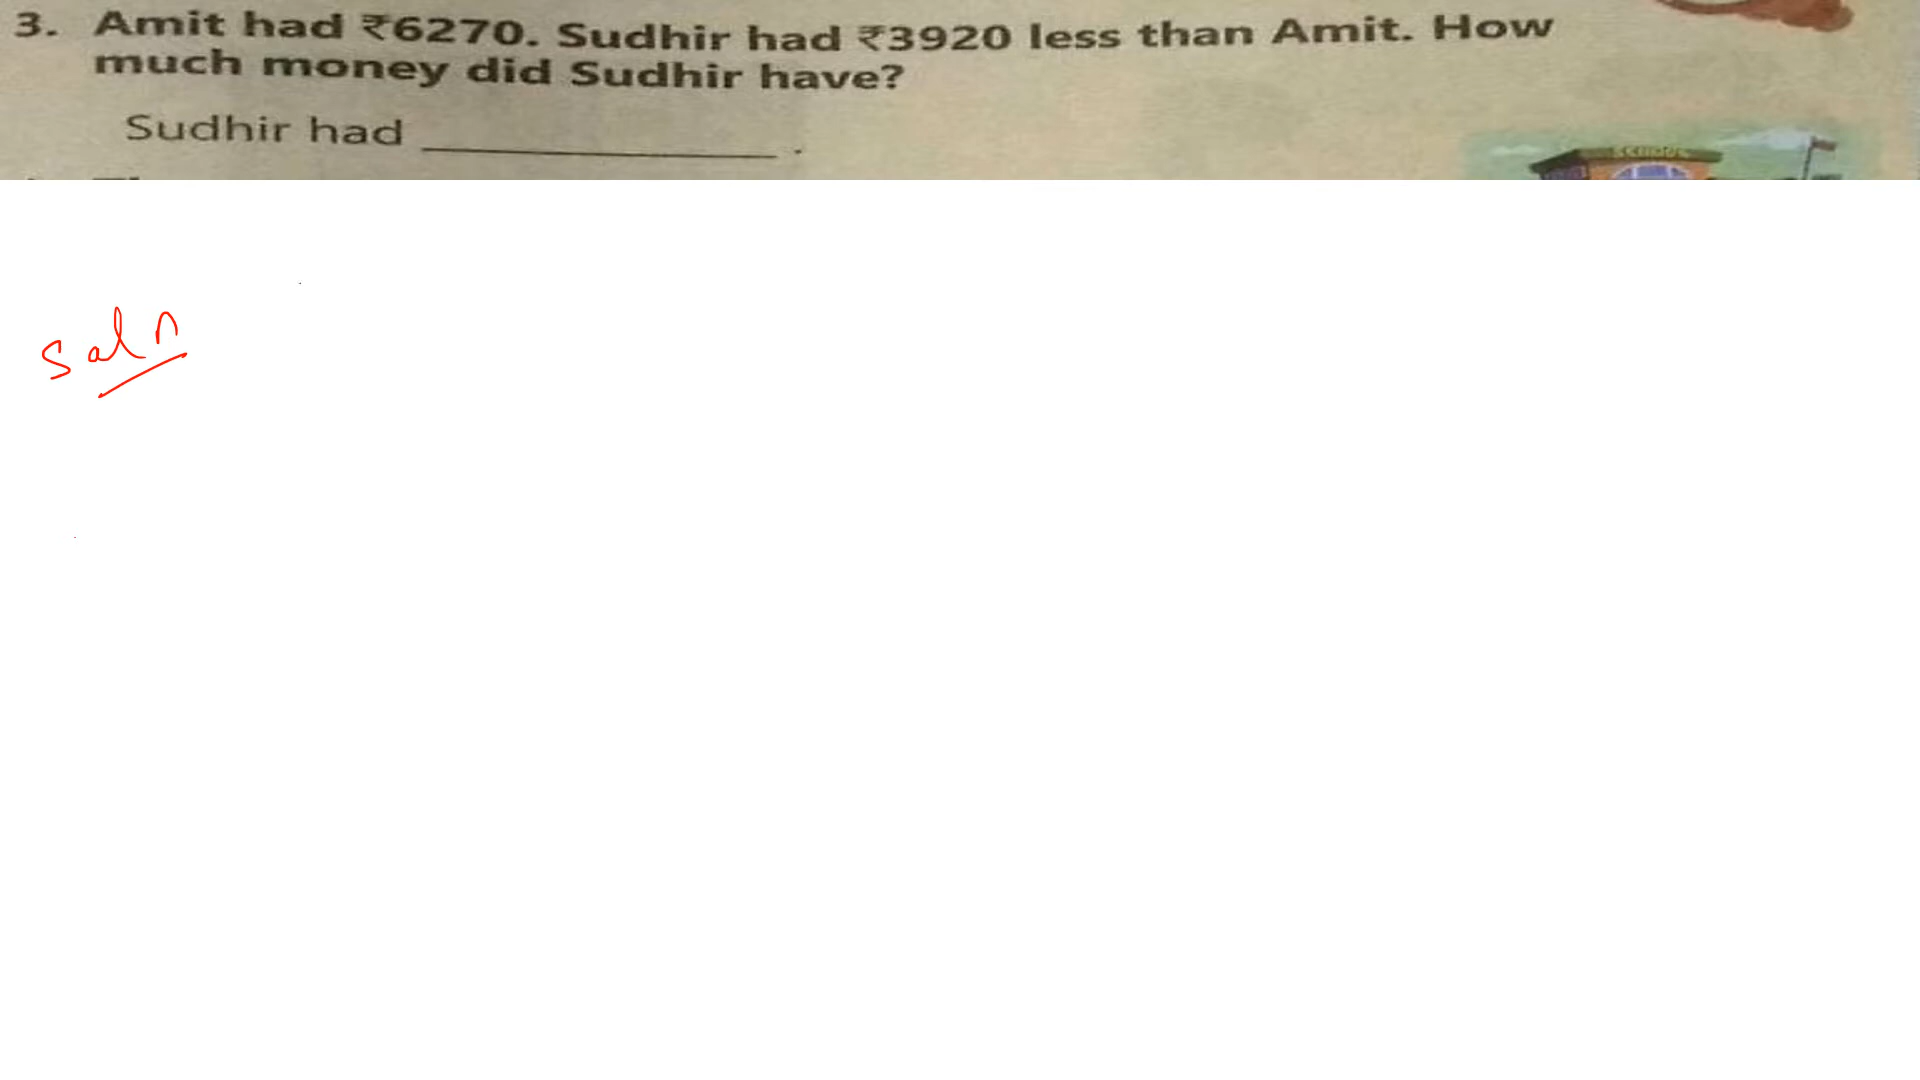 3. Amit had ₹6270. Sudhir had ₹3920 less than Amit. How
much money did Sudhir have?
Sudhir had ____________ .
SCHOOL
Soln